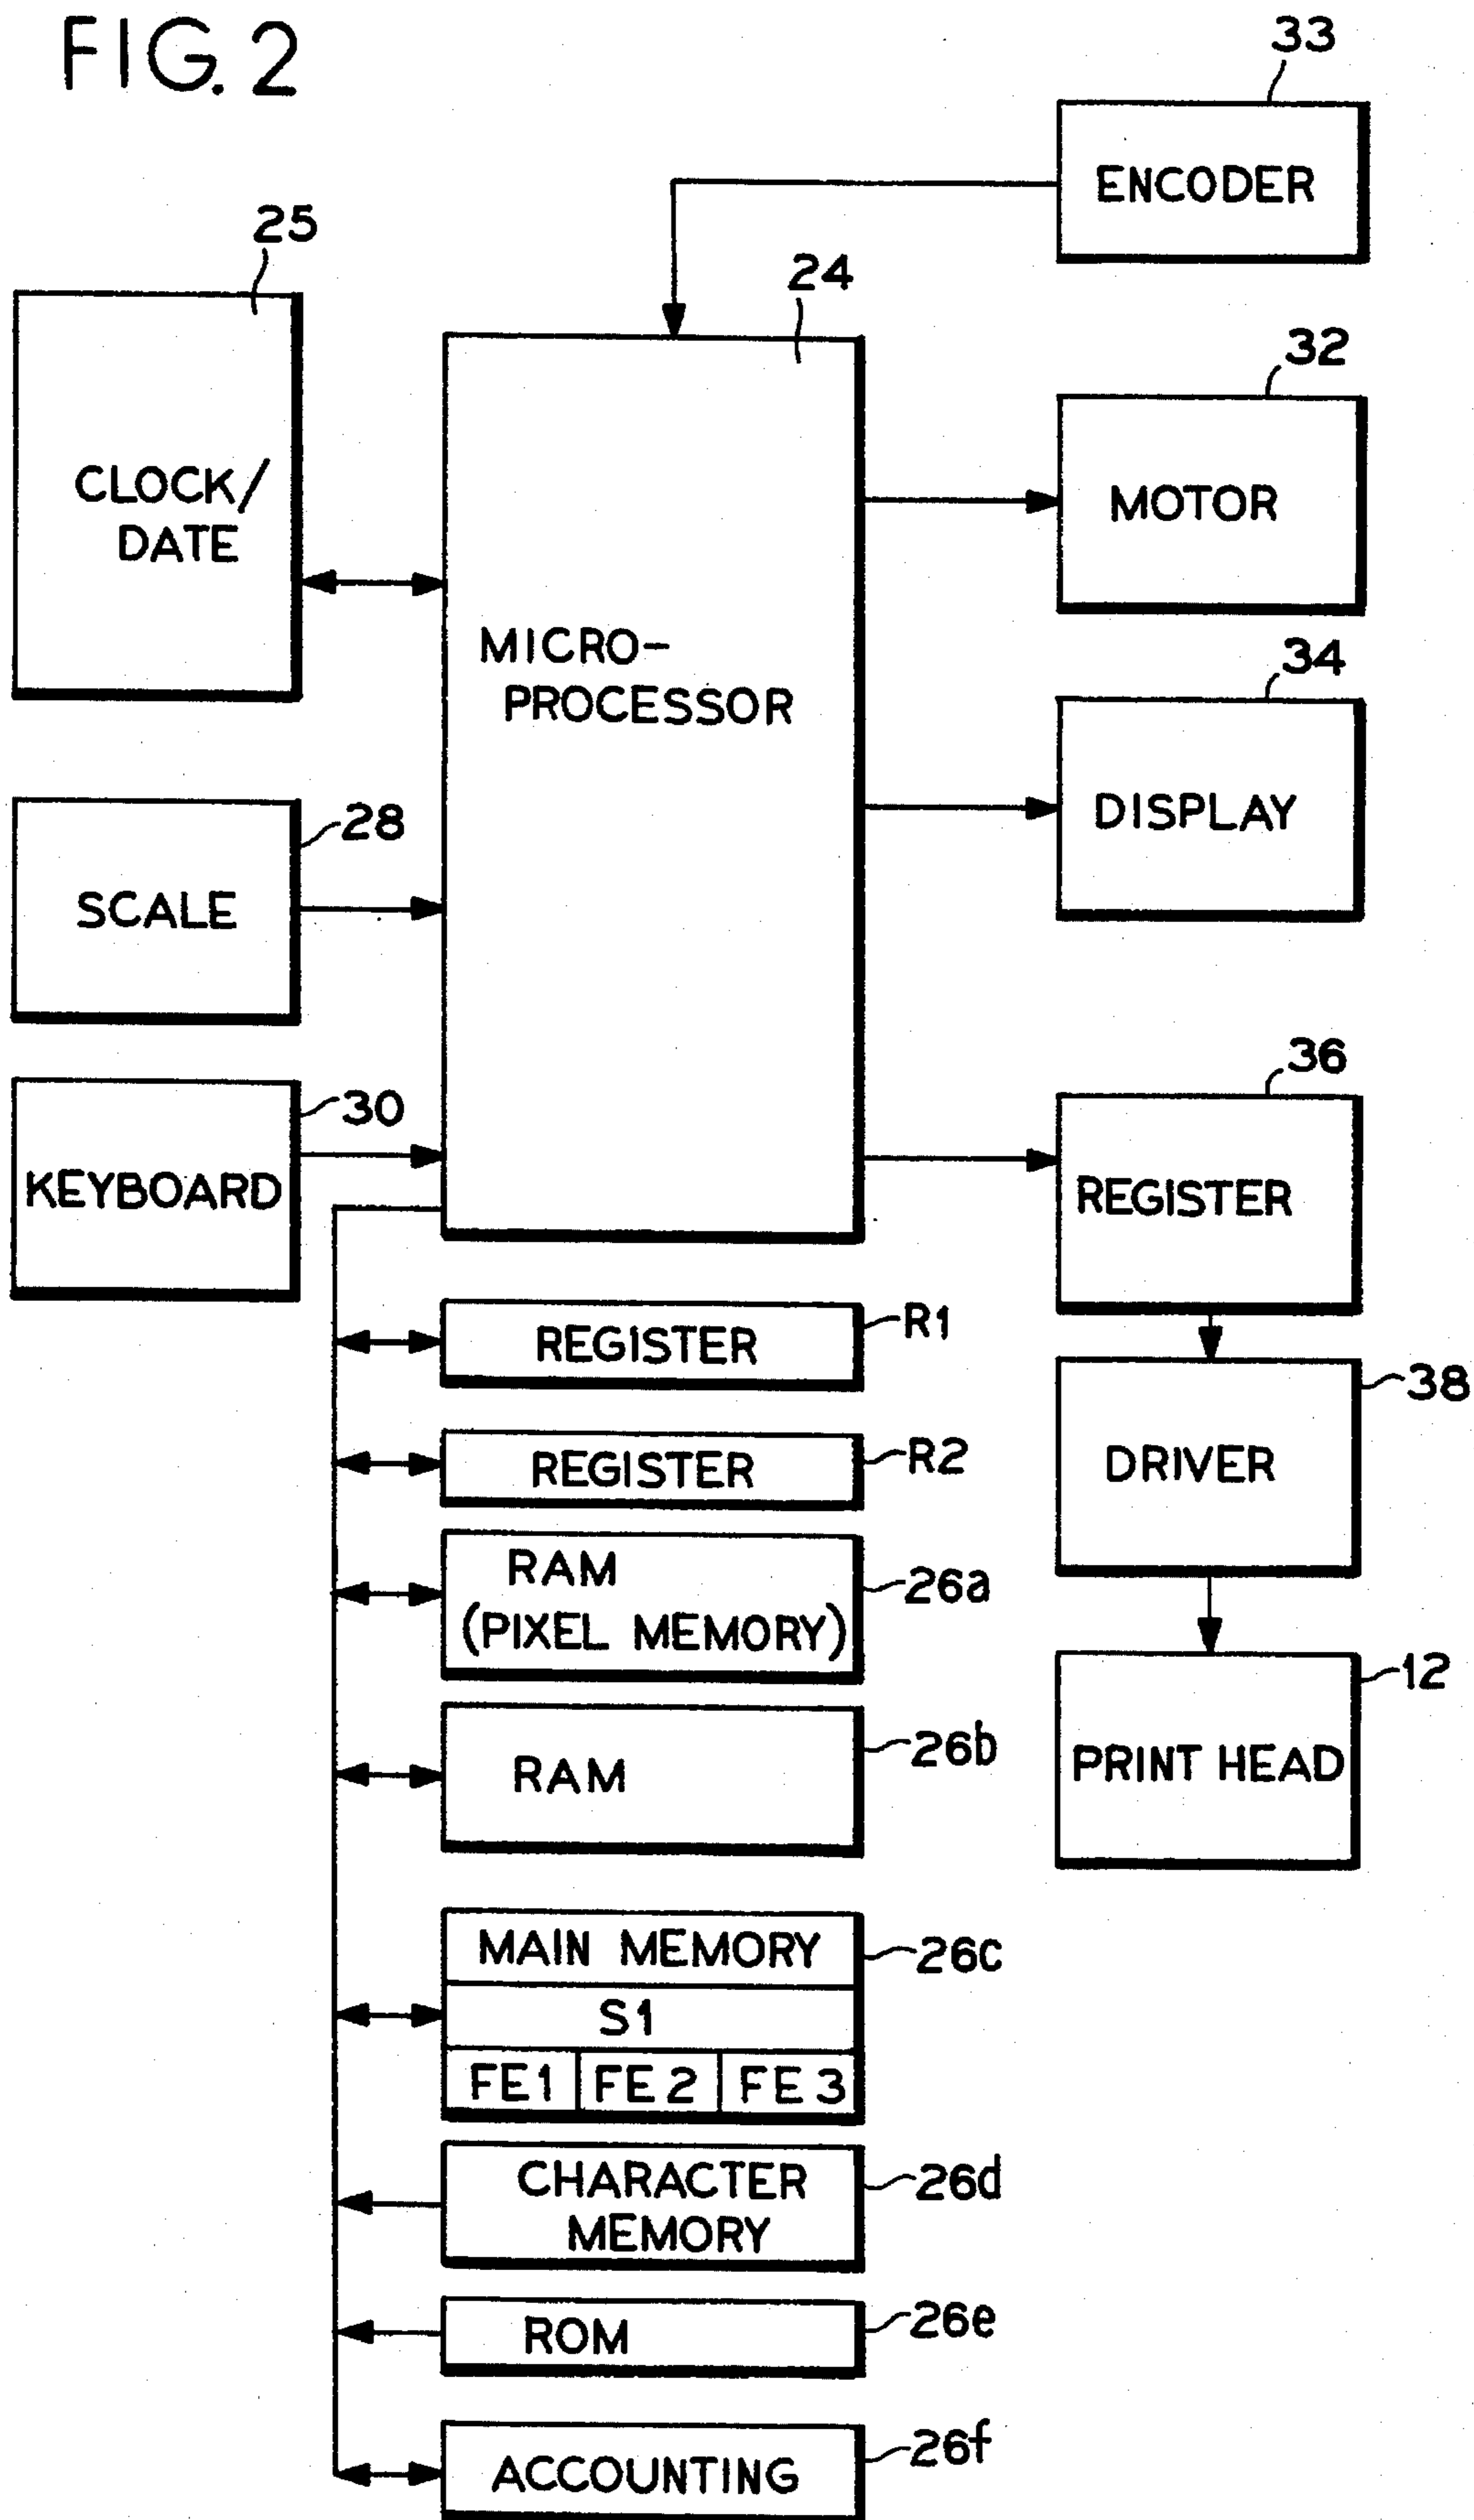 FIG. 2
33
ENCODER
25
24
CLOCK/
DATE
32
MOTOR
MICRO-
PROCESSOR
34
DISPLAY
28
SCALE
30
KEYBOARD
36
REGISTER
REGISTER
R1
38
DRIVER
REGISTER
R2
RAM
(PIXEL MEMORY)
26a
12
PRINT HEAD
RAM
26b
MAIN MEMORY
26c
S1
FE1 FE2 FE3
CHARACTER
MEMORY
26d
ROM
26e
ACCOUNTING
26f